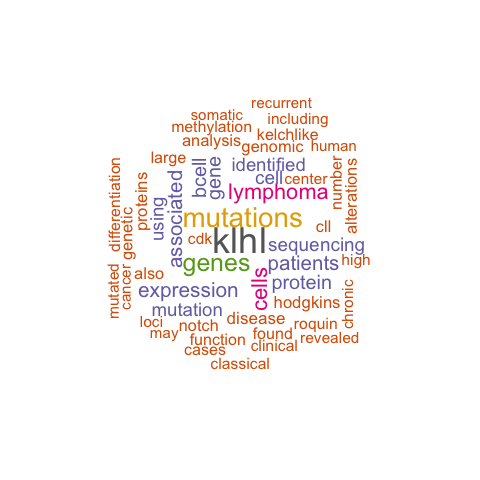 recurrent
somatic
including
methylation
kelchlike
analysis
genomic
human
large
identified
bcell
gene
cell
center
number
alterations
differentiation
proteins
using
associated
lymphoma
mutations
genetic
cdk
klhl
cll
sequencing
genes
patients
high
also
cancer
mutated
expression
cells
protein
chronic
mutation
hodgkins
loci
notch
disease
roquin
may
function
found
revealed
cases
clinical
classical